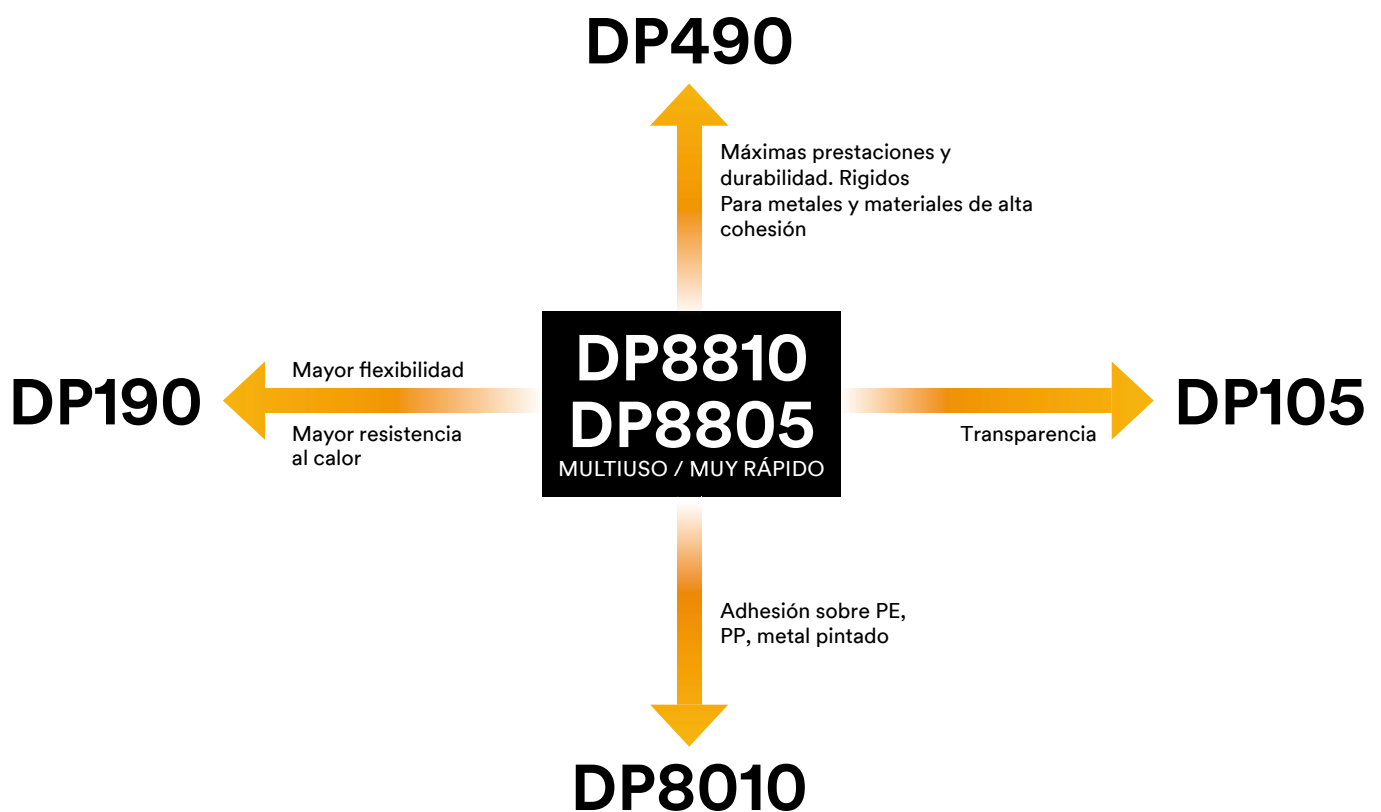 DP490
Máximas prestaciones y
durabilidad. Rigidos
Para metales y materiales de alta
cohesión
DP190
Mayor flexibilidad
Mayor resistencia
al calor
DP8810
DP8805
MULTIUSO / MUY RÁPIDO
Transparencia
DP105
Adhesión sobre PE,
PP, metal pintado
DP8010